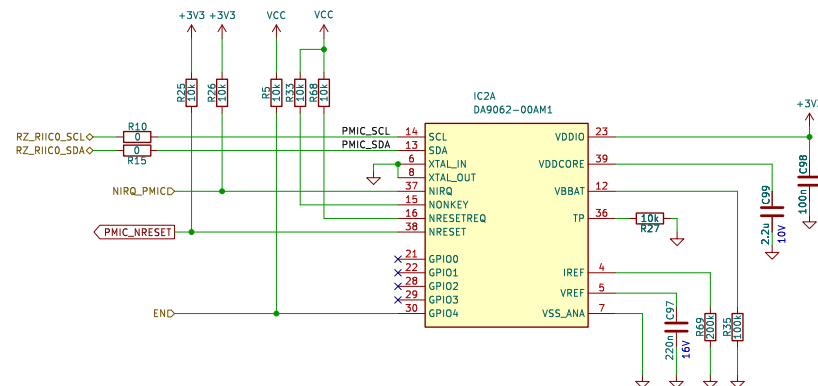 +3V3 +3V3 VCC VCC
R25 10k R26 10k R5 10k R33 10k R68 10k
IC2A
DA9062-00AM1
+3V3
RZ_RIIC0_SCL R10 0 PMIC_SCL 14 SCL VDDIO 23
RZ_RIIC0_SDA 0 R15 PMIC_SDA 13 SDA
6 XTAL_IN VDDCORE 39
8 XTAL_OUT
C98 100n
NIRQ_PMIC 37 NIRQ VBBAT 12
15 NONKEY
C99 2.2u 10V
16 NRESETREQ TP 36 10k R27
PMIC_NRESET 38 NRESET
21 GPIO0
22 GPIO1 IREF 4
28 GPIO2
29 GPIO3 VREF 5
EN 30 GPIO4 VSS_ANA 7
C97 220n 16V R69 200k R35 100k